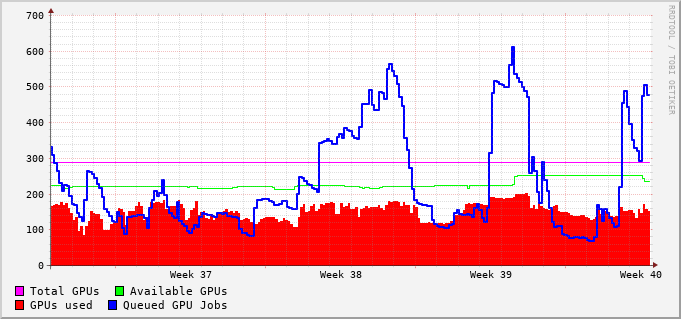 700
600
500
400
300
200
100
0
Week 37 Week 38 Week 39 Week 40
Total GPUs Available GPUs
GPUs used Queued GPU Jobs
RRDTOOL / TOBI OETIKER